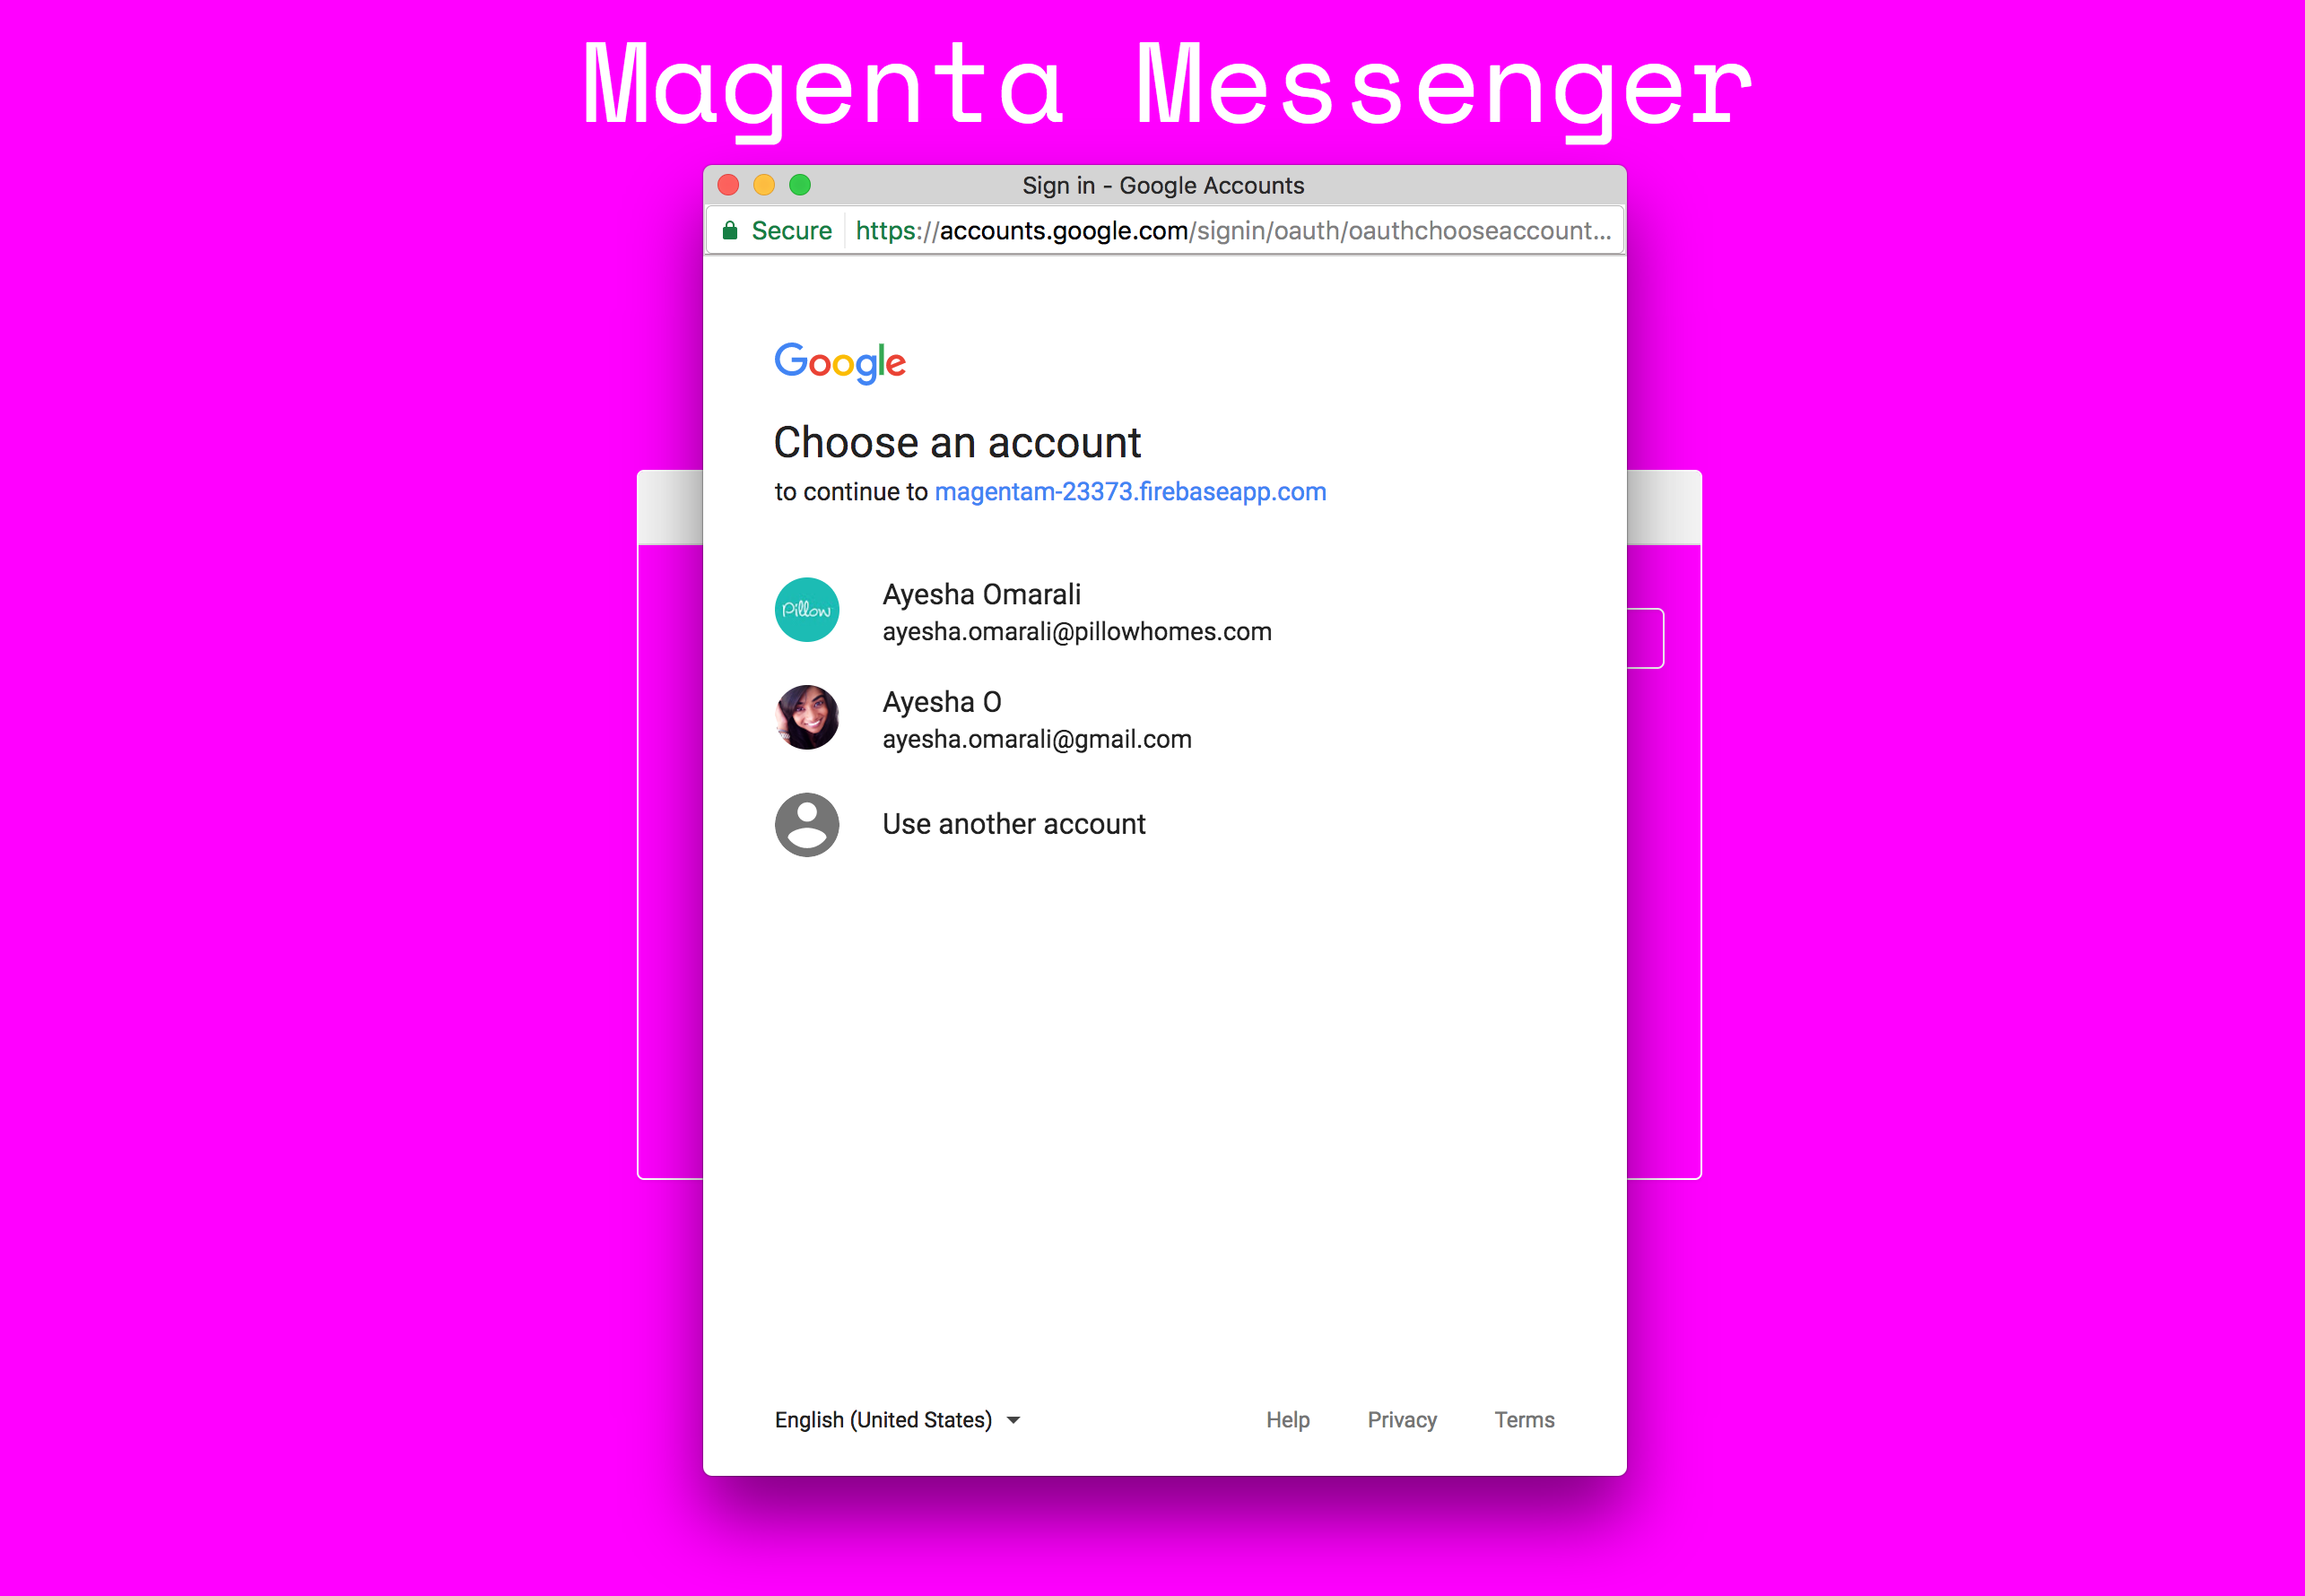 Magenta Messenger
Sign in - Google Accounts
Secure https://accounts.google.com/signin/oauth/oauthchooseaccount...
Google
Choose an account
to continue to magentam-23373.firebaseapp.com
Pillow
Ayesha Omarali
ayesha.omarali@pillowhomes.com
Ayesha O
ayesha.omarali@gmail.com
Use another account
English (United States) Help Privacy Terms